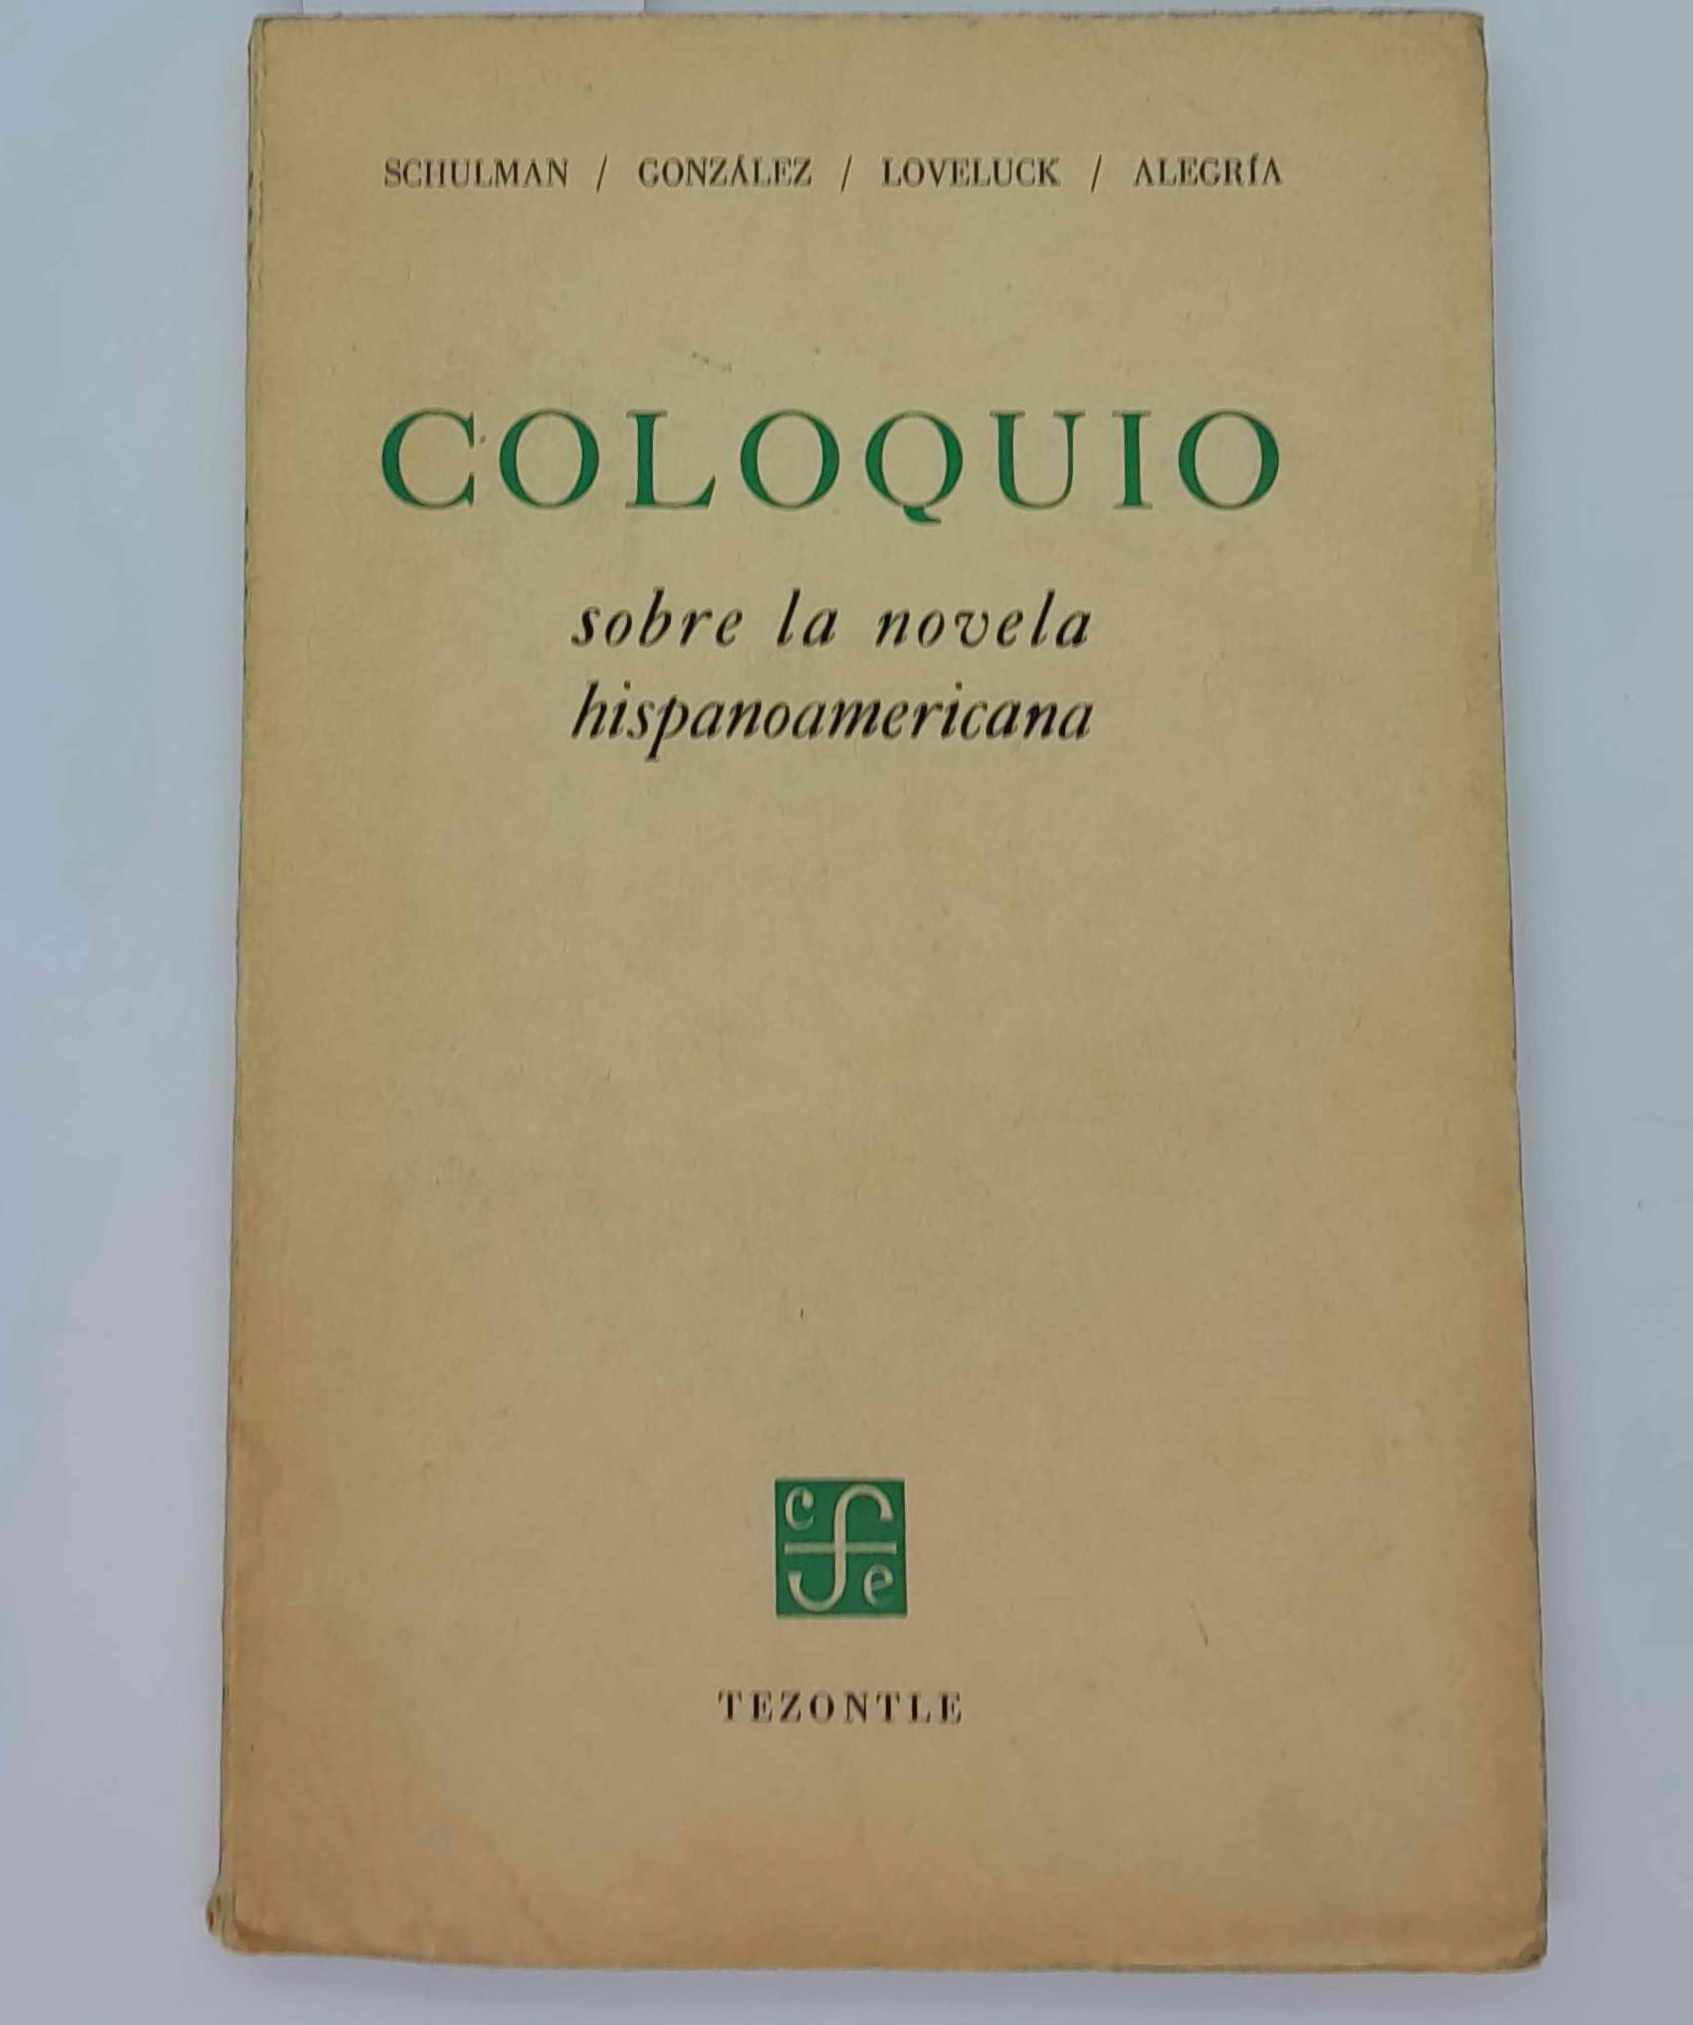 SCHULMAN / GONZÁLEZ / LOVELUCK / ALEGRÍA
COLOQUIO
sobre la novela
hispanoamericana
c f e
TEZONTLE